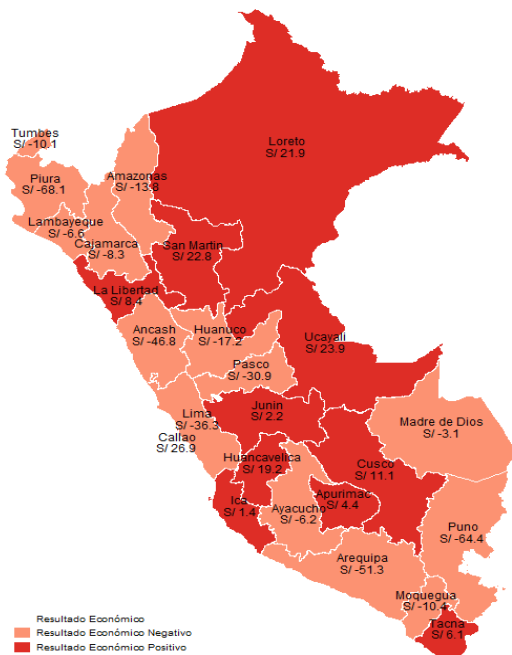 Loreto
S/ 21.9
Tumbes
S/ -10.1
Amazonas
S/ -13.8
Piura
S/ -68.1
Lambayeque
S/ -6.6
Cajamarca
S/ -8.3
San Martin
S/ 22.8
La Libertad
S/ 8.4
Ancash
S/ -46.8
Huanuco
S/ -17.2
Ucayali
S/ 23.9
Pasco
S/ -30.9
Lima
S/ -36.3
Callao
S/ 26.9
Junin
S/ 2.2
Madre de Dios
S/ -3.1
Huancavelica
S/ 19.2
Cusco
S/ 11.1
Ica
S/ 1.4
Apurimac
S/ 4.4
Ayacucho
S/ -6.2
Puno
S/ -64.4
Arequipa
S/ -51.3
Moquegua
S/ -10.4
Tacna
S/ 6.1
Resultado Económico
Resultado Económico Negativo
Resultado Económico Positivo